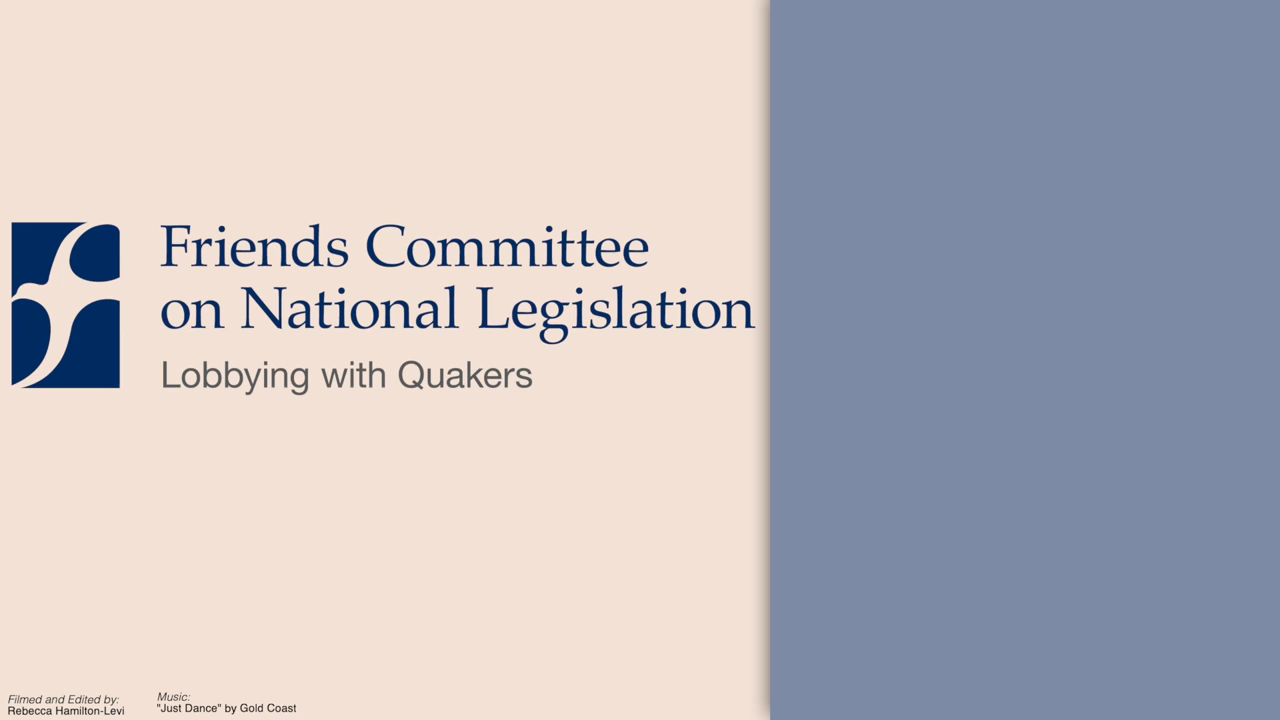 Friends Committee
on National Legislation
Lobbying with Quakers
Filmed and Edited by:
Rebecca Hamilton-Levi
Music:
"Just Dance" by Gold Coast